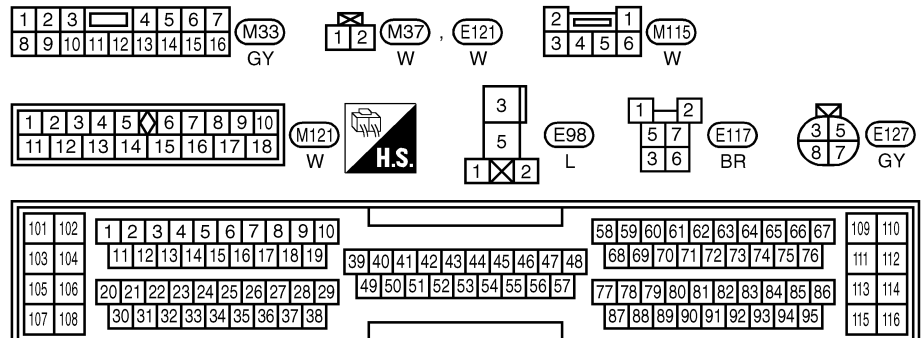 1 2 3 4 5 6 7
8 9 10 11 12 13 14 15 16
M33
GY
1 2
M37 , E121
W W
2 1
3 4 5 6
M115
W
1 2 3 4 5 6 7 8 9 10
11 12 13 14 15 16 17 18
M121
W
H.S.
3
5
1 2
E98
L
1 2
5 7
3 6
E117
BR
3 5
8 7
E127
GY
101 102
103 104
105 106
107 108
1 2 3 4 5 6 7 8 9 10
11 12 13 14 15 16 17 18 19
20 21 22 23 24 25 26 27 28 29
30 31 32 33 34 35 36 37 38
39 40 41 42 43 44 45 46 47 48
49 50 51 52 53 54 55 56 57
58 59 60 61 62 63 64 65 66 67
68 69 70 71 72 73 74 75 76
77 78 79 80 81 82 83 84 85 86
87 88 89 90 91 92 93 94 95
109 110
111 112
113 114
115 116